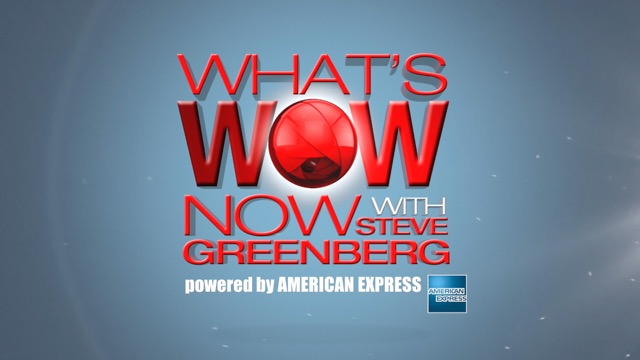 WHAT'S
WOW
NOW WITH
STEVE
GREENBERG
powered by AMERICAN EXPRESS
AMERICAN
EXPRESS